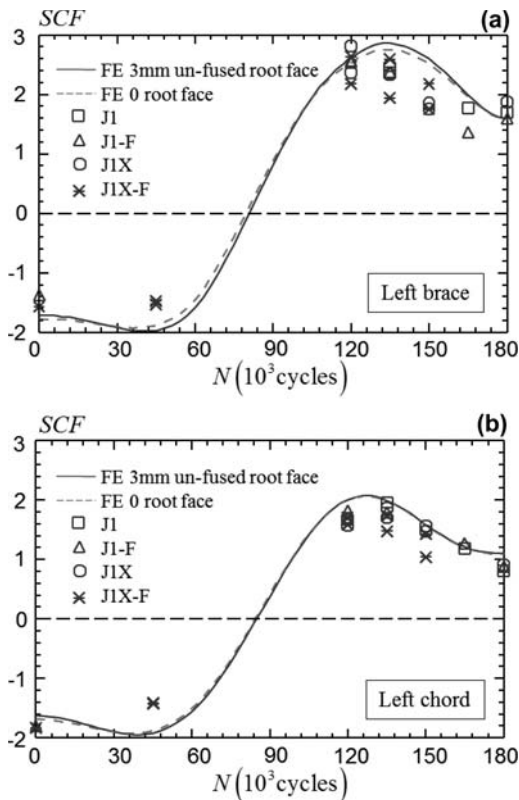 SCF
(a)
3
FE 3mm un-fused root face
FE 0 root face
2
J1
J1-F
1
J1X
J1X-F
0
-1
Left brace
-2
0 30 60 90 120 150 180
N (10³cycles)
SCF
(b)
3
FE 3mm un-fused root face
FE 0 root face
2
J1
J1-F
1
J1X
J1X-F
0
-1
Left chord
-2
0 30 60 90 120 150 180
N (10³cycles)